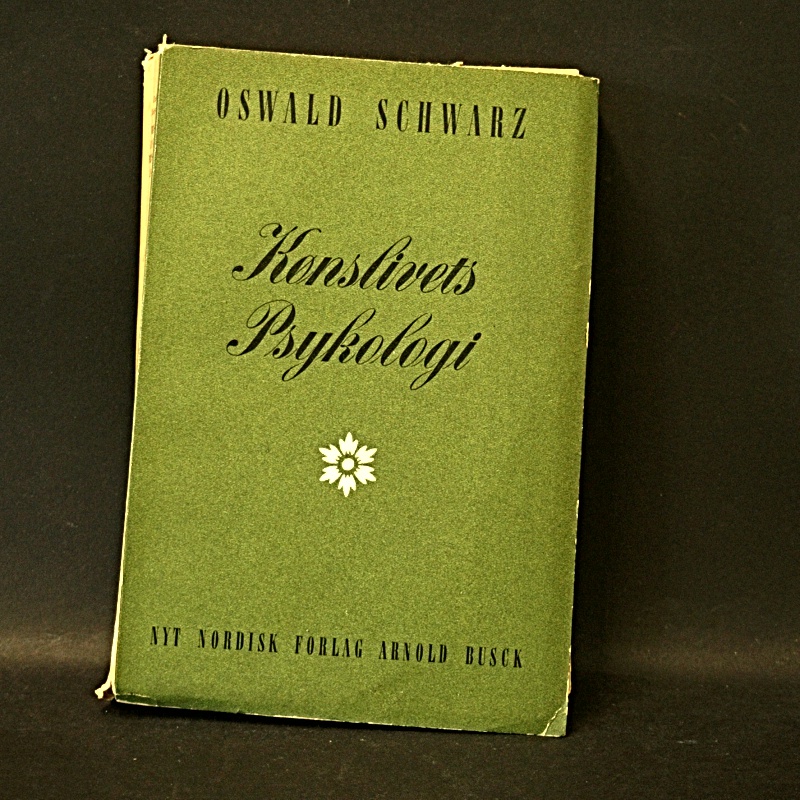 OSWALD SCHWARZ
Kønslivets
Psykologi
NYT NORDISK FORLAG ARNOLD BUSCK